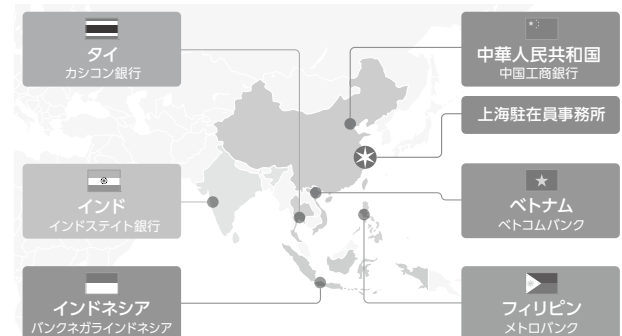 タイ
カシコン銀行
中華人民共和国
中国工商銀行
上海駐在員事務所
インド
インドステイト銀行
ベトナム
ベトコムバンク
インドネシア
バンクネガラインドネシア
フィリピン
メトロバンク